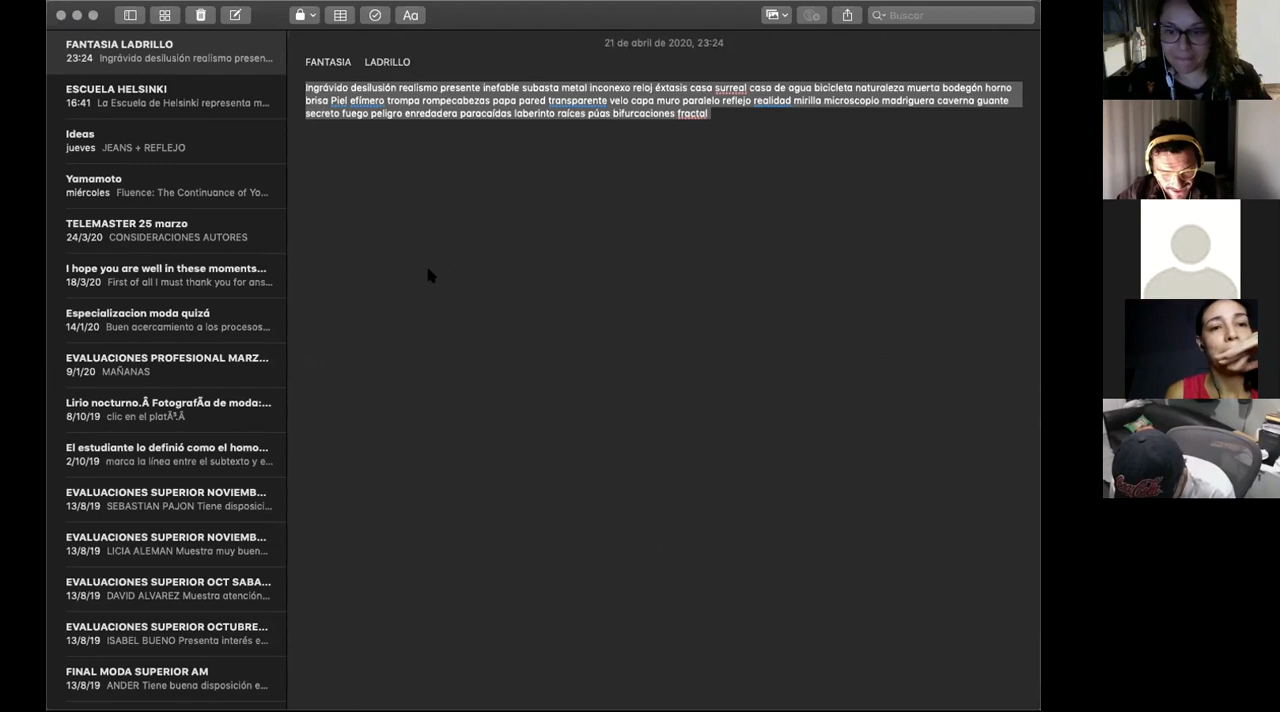 Aa
Buscar
FANTASIA LADRILLO
23:24 Ingrávido desilusión realismo presen...
ESCUELA HELSINKI
16:41 La Escuela de Helsinki representa m...
Ideas
jueves JEANS + REFLEJO
Yamamoto
miércoles Fluence: The Continuance of Yo...
TELEMASTER 25 marzo
24/3/20 CONSIDERACIONES AUTORES
I hope you are well in these moments...
18/3/20 First of all I must thank you for ans...
Especializacion moda quizá
14/1/20 Buen acercamiento a los procesos...
EVALUACIONES PROFESIONAL MARZ...
9/1/20 MAÑANAS
Lirio nocturno.Â FotografÃa de moda:...
8/10/19 clic en el platÃ³.Â
El estudiante lo definió como el homo...
2/10/19 marca la línea entre el subtexto y e...
EVALUACIONES SUPERIOR NOVIEMB...
13/8/19 SEBASTIAN PAJON Tiene disposici...
EVALUACIONES SUPERIOR NOVIEMB...
13/8/19 LICIA ALEMAN Muestra muy buen...
EVALUACIONES SUPERIOR OCT SABA...
13/8/19 DAVID ALVAREZ Muestra atención...
EVALUACIONES SUPERIOR OCTUBRE...
13/8/19 ISABEL BUENO Presenta interés e...
FINAL MODA SUPERIOR AM
13/8/19 ANDER Tiene buena disposición e...
21 de abril de 2020, 23:24
FANTASIA LADRILLO
Ingrávido desilusión realismo presente inefable subasta metal inconexo reloj éxtasis casa surreal casa de agua bicicleta naturaleza muerta bodegón horno
brisa Piel efímero trompa rompecabezas papa pared transparente velo capa muro paralelo reflejo realidad mirilla microscopio madriguera caverna guante
secreto fuego peligro enredadera paracaídas laberinto raíces púas bifurcaciones fractal
Coca-Cola